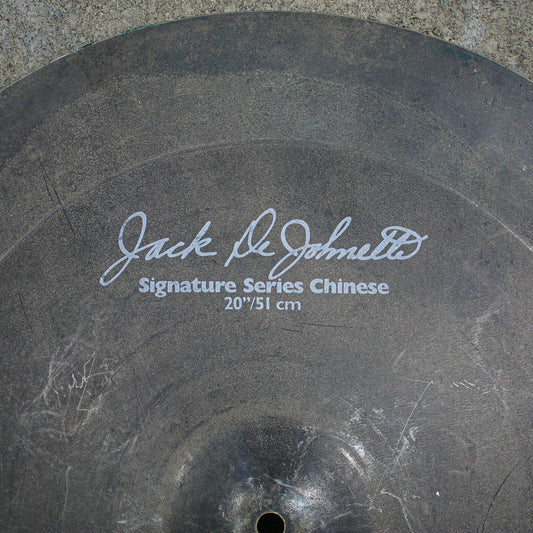 Jack DeJohnette
Signature Series Chinese
20"/51 cm